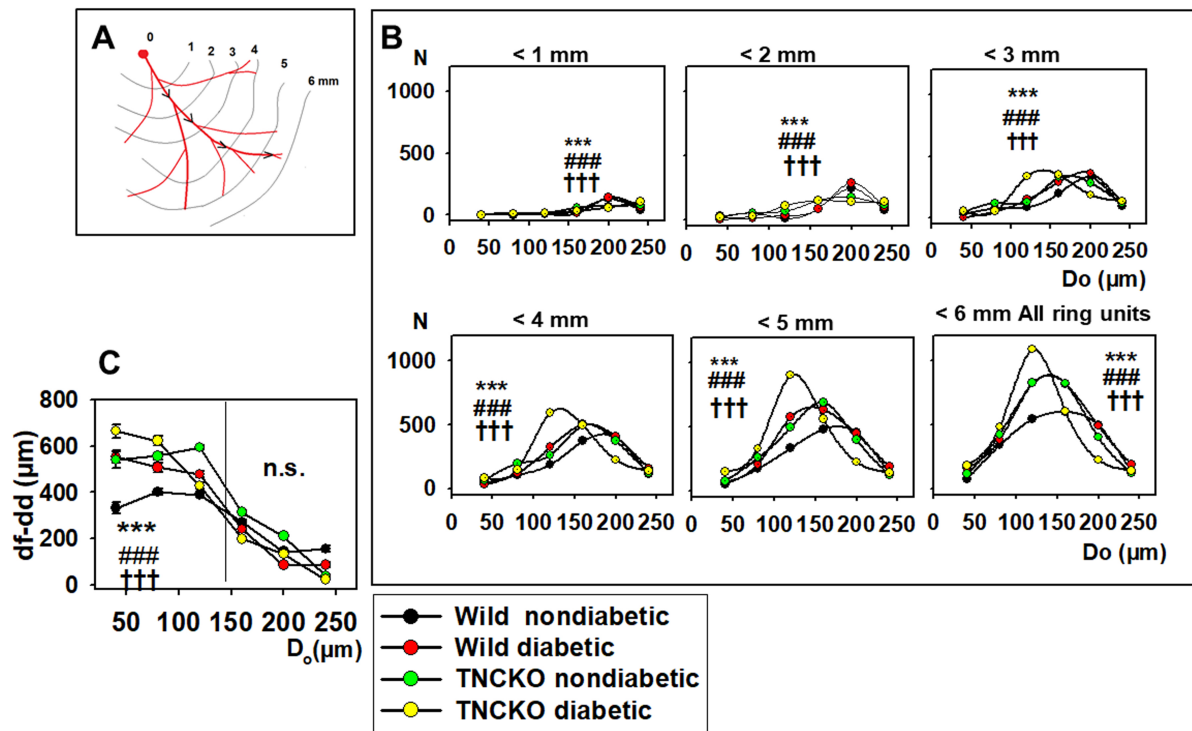 A
0
1
2
3
4
5
6 mm
B
N
< 1 mm
< 2 mm
< 3 mm
1000
500
0
***
###
†††
***
###
†††
***
###
†††
0 50 100 150 200 250
0 50 100 150 200 250
0 50 100 150 200 250
Do (µm)
N
< 4 mm
< 5 mm
< 6 mm All ring units
1000
500
0
***
###
†††
***
###
†††
***
###
†††
0 50 100 150 200 250
0 50 100 150 200 250
0 50 100 150 200 250
Do (µm)
C
df-dd (µm)
800
600
400
200
0
n.s.
***
###
†††
50 100 150 200 250
Do(µm)
Wild nondiabetic
Wild diabetic
TNCKO nondiabetic
TNCKO diabetic